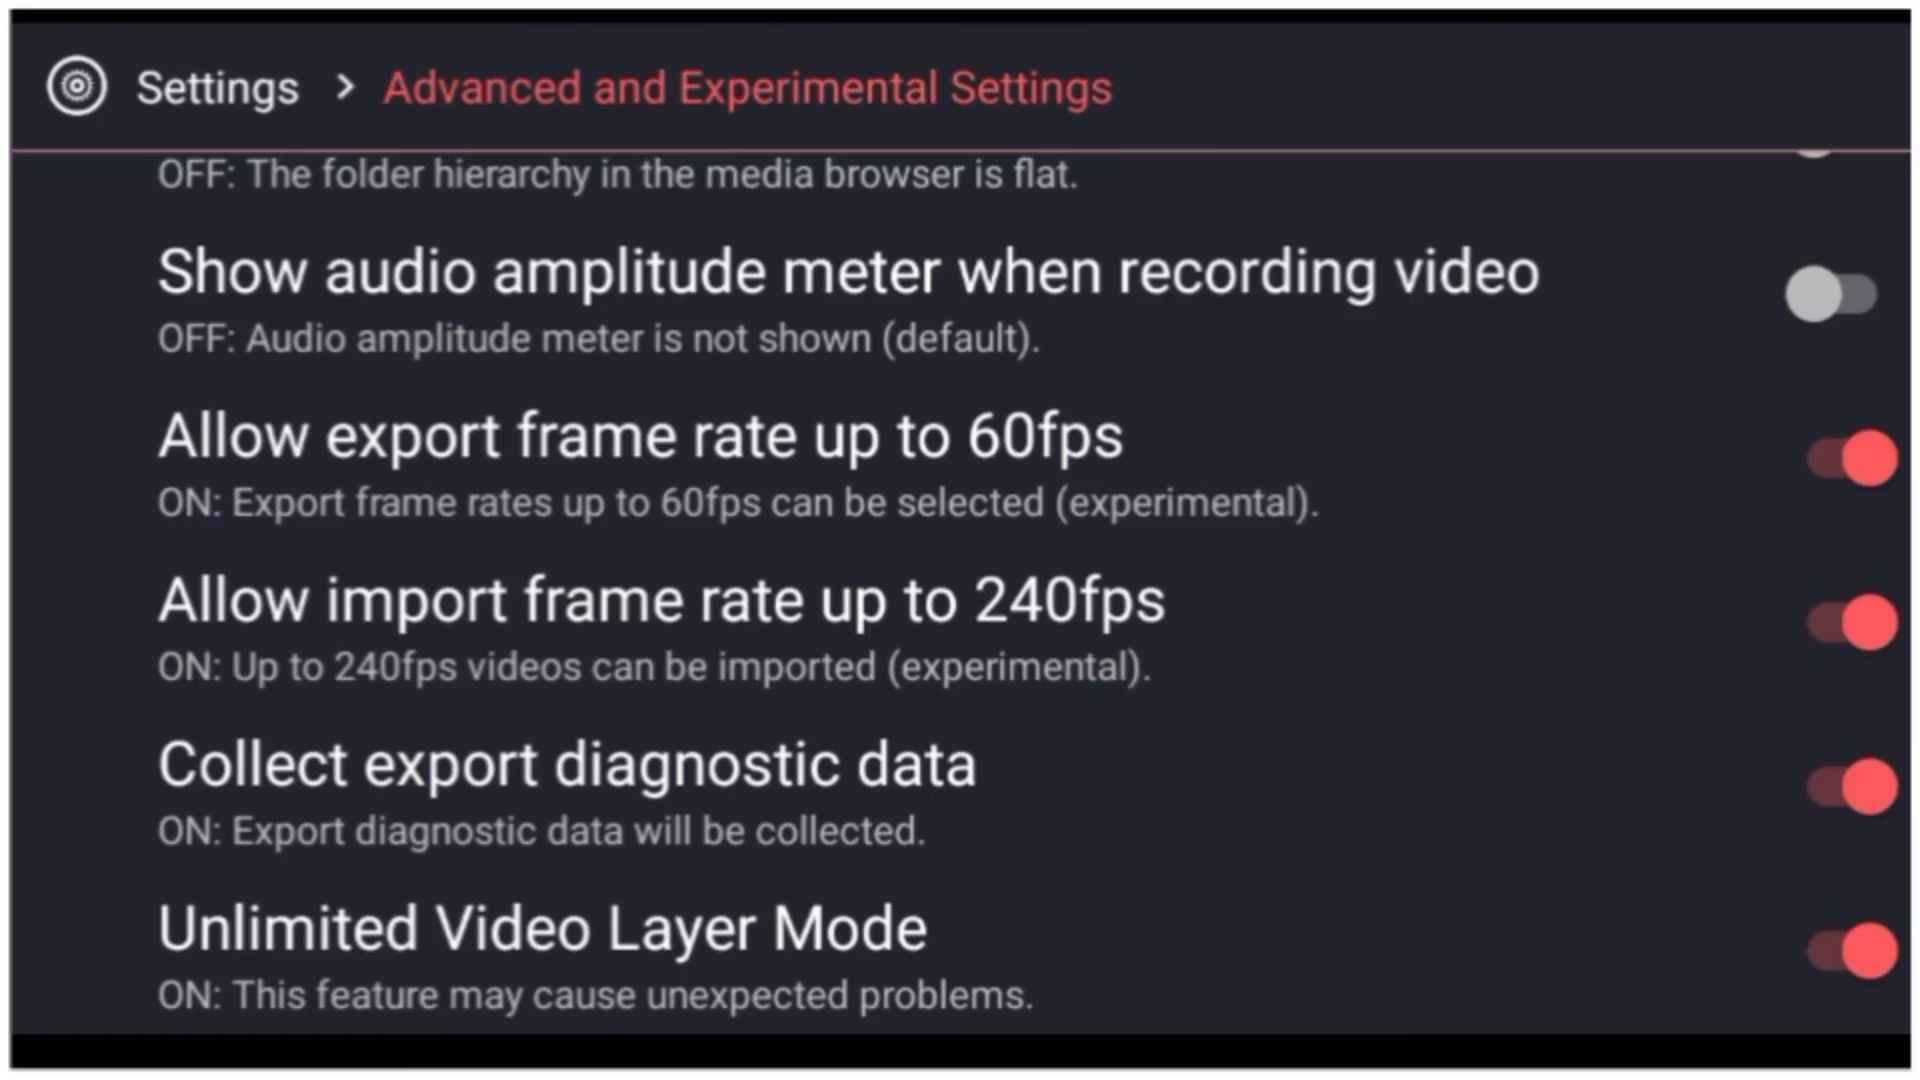 Settings > Advanced and Experimental Settings
OFF: The folder hierarchy in the media browser is flat.
Show audio amplitude meter when recording video
OFF: Audio amplitude meter is not shown (default).
Allow export frame rate up to 60fps
ON: Export frame rates up to 60fps can be selected (experimental).
Allow import frame rate up to 240fps
ON: Up to 240fps videos can be imported (experimental).
Collect export diagnostic data
ON: Export diagnostic data will be collected.
Unlimited Video Layer Mode
ON: This feature may cause unexpected problems.